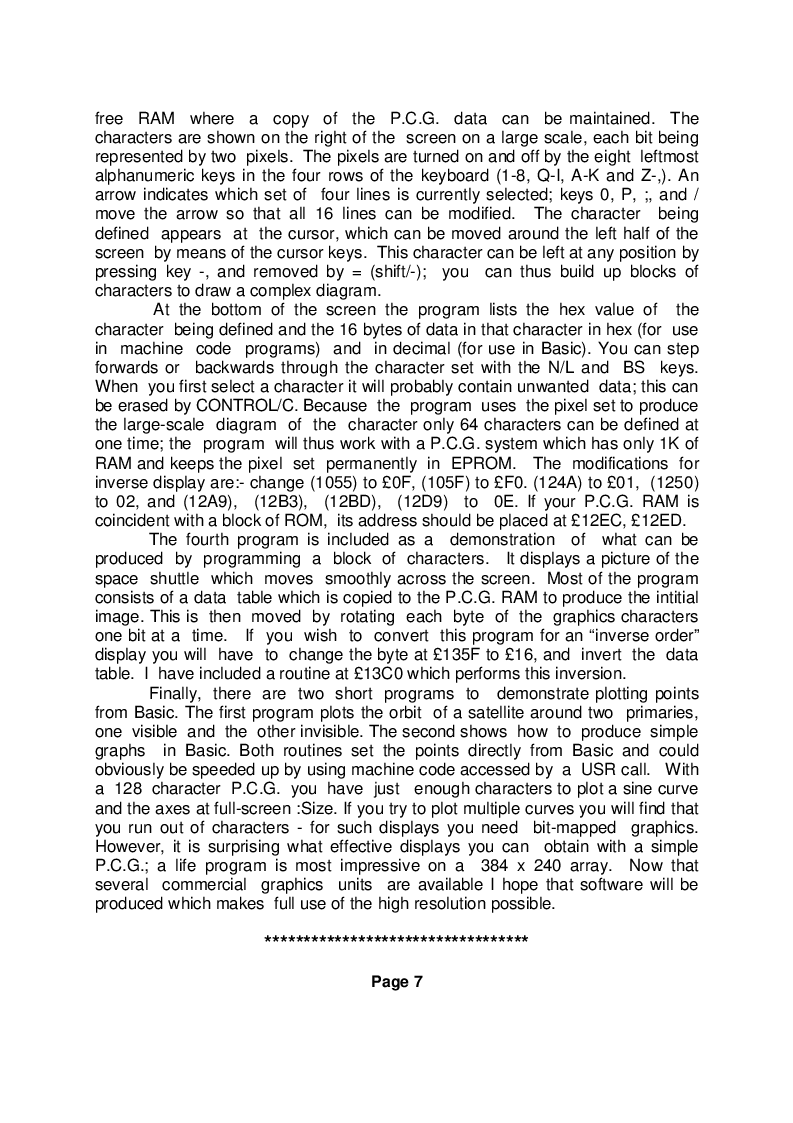 free RAM where a copy of the P.C.G. data can be maintained. The
characters are shown on the right of the screen on a large scale, each bit being
represented by two pixels. The pixels are turned on and off by the eight leftmost
alphanumeric keys in the four rows of the keyboard (1-8, Q-I, A-K and Z-,). An
arrow indicates which set of four lines is currently selected; keys 0, P, ;, and /
move the arrow so that all 16 lines can be modified. The character being
defined appears at the cursor, which can be moved around the left half of the
screen by means of the cursor keys. This character can be left at any position by
pressing key -, and removed by = (shift/-); you can thus build up blocks of
characters to draw a complex diagram.
At the bottom of the screen the program lists the hex value of the
character being defined and the 16 bytes of data in that character in hex (for use
in machine code programs) and in decimal (for use in Basic). You can step
forwards or backwards through the character set with the N/L and BS keys.
When you first select a character it will probably contain unwanted data; this can
be erased by CONTROL/C. Because the program uses the pixel set to produce
the large-scale diagram of the character only 64 characters can be defined at
one time; the program will thus work with a P.C.G. system which has only 1K of
RAM and keeps the pixel set permanently in EPROM. The modifications for
inverse display are:- change (1055) to £0F, (105F) to £F0. (124A) to £01, (1250)
to 02, and (12A9), (12B3), (12BD), (12D9) to 0E. If your P.C.G. RAM is
coincident with a block of ROM, its address should be placed at £12EC, £12ED.
The fourth program is included as a demonstration of what can be
produced by programming a block of characters. It displays a picture of the
space shuttle which moves smoothly across the screen. Most of the program
consists of a data table which is copied to the P.C.G. RAM to produce the intitial
image. This is then moved by rotating each byte of the graphics characters
one bit at a time. If you wish to convert this program for an “inverse order”
display you will have to change the byte at £135F to £16, and invert the data
table. I have included a routine at £13C0 which performs this inversion.
Finally, there are two short programs to demonstrate plotting points
from Basic. The first program plots the orbit of a satellite around two primaries,
one visible and the other invisible. The second shows how to produce simple
graphs in Basic. Both routines set the points directly from Basic and could
obviously be speeded up by using machine code accessed by a USR call. With
a 128 character P.C.G. you have just enough characters to plot a sine curve
and the axes at full-screen :Size. If you try to plot multiple curves you will find that
you run out of characters - for such displays you need bit-mapped graphics.
However, it is surprising what effective displays you can obtain with a simple
P.C.G.; a life program is most impressive on a 384 x 240 array. Now that
several commercial graphics units are available I hope that software will be
produced which makes full use of the high resolution possible.
**********************************
Page 7